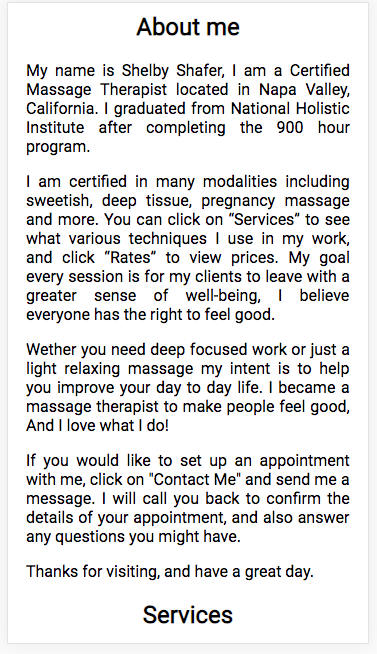 About me
My name is Shelby Shafer, I am a Certified
Massage Therapist located in Napa Valley,
California. I graduated from National Holistic
Institute after completing the 900 hour
program.
I am certified in many modalities including
sweetish, deep tissue, pregnancy massage
and more. You can click on “Services” to see
what various techniques I use in my work,
and click “Rates” to view prices. My goal
every session is for my clients to leave with a
greater sense of well-being, I believe
everyone has the right to feel good.
Wether you need deep focused work or just a
light relaxing massage my intent is to help
you improve your day to day life. I became a
massage therapist to make people feel good,
And I love what I do!
If you would like to set up an appointment
with me, click on "Contact Me" and send me a
message. I will call you back to confirm the
details of your appointment, and also answer
any questions you might have.
Thanks for visiting, and have a great day.
Services